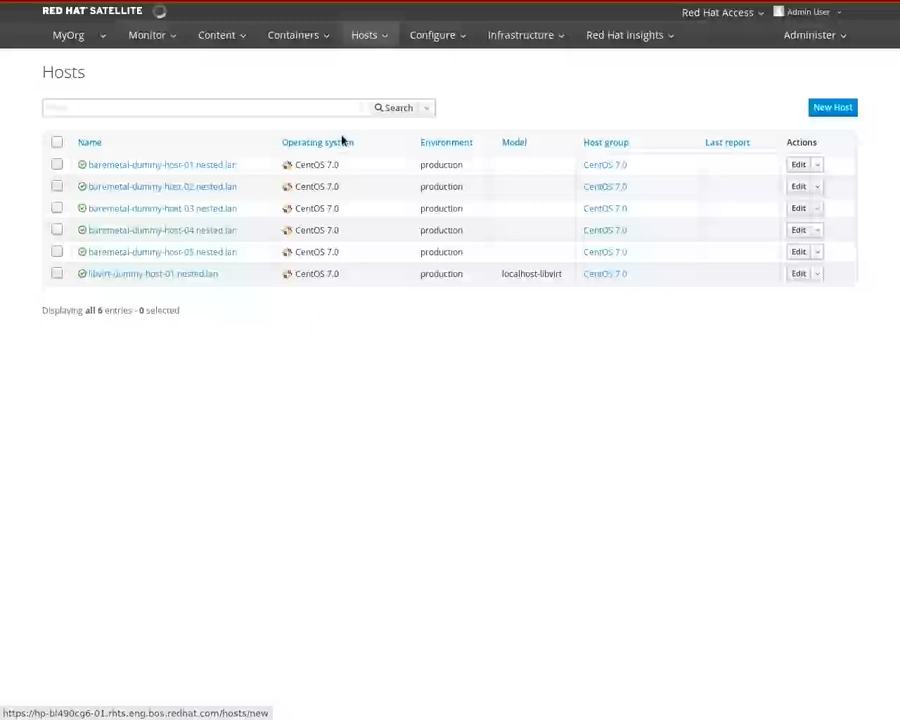 RED HAT SATELLITE
Red Hat Access
Admin User
MyOrg Monitor Content Containers Hosts Configure Infrastructure Red Hat Insights Administer
Hosts
Search
New Host
Name Operating system Environment Model Host group Last report Actions
baremetal-dummy-host-01.nested.lan CentOS 7.0 production CentOS 7.0 Edit
baremetal-dummy-host-02.nested.lan CentOS 7.0 production CentOS 7.0 Edit
baremetal-dummy-host-03.nested.lan CentOS 7.0 production CentOS 7.0 Edit
baremetal-dummy-host-04.nested.lan CentOS 7.0 production CentOS 7.0 Edit
baremetal-dummy-host-05.nested.lan CentOS 7.0 production CentOS 7.0 Edit
libvirt-dummy-host-01.nested.lan CentOS 7.0 production localhost-libvirt CentOS 7.0 Edit
Displaying all 6 entries - 0 selected
https://hp-bl490cg6-01.rhts.eng.bos.redhat.com/hosts/new